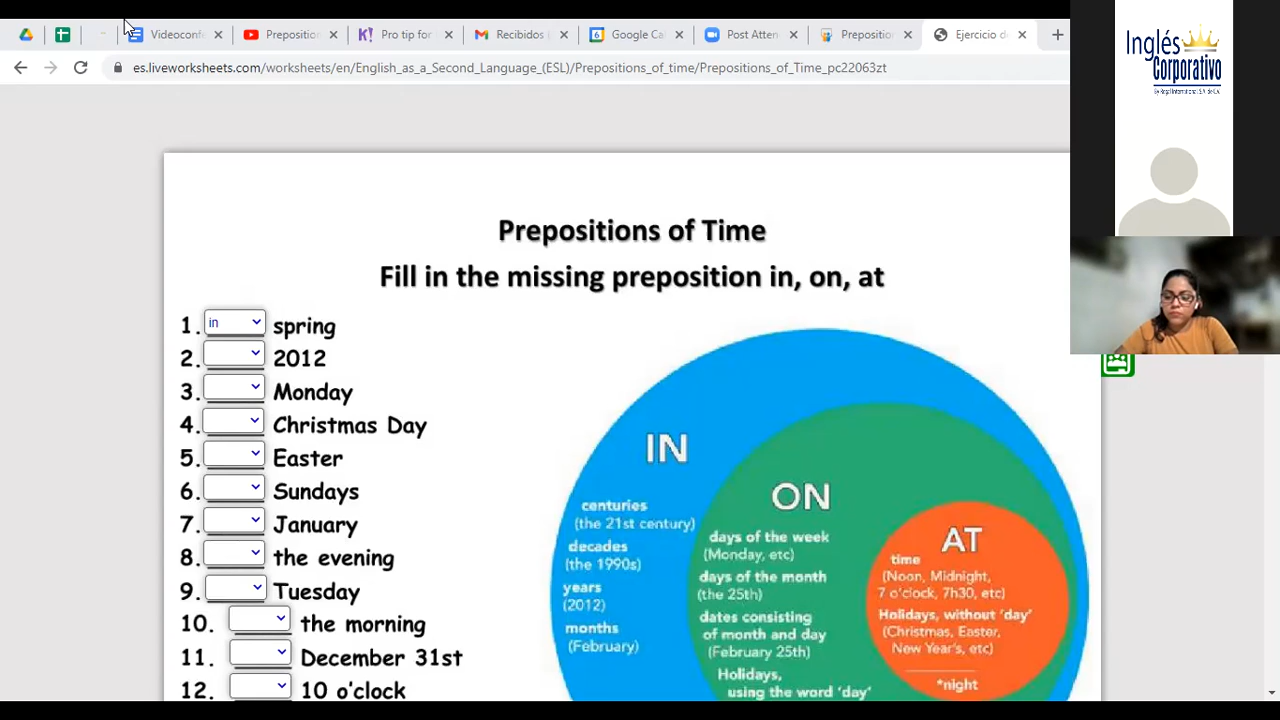 Videoconfe
Preposition
Pro tip for
Recibidos (
Google Cal
Post Atten
Preposition
Ejercicio de
es.liveworksheets.com/worksheets/en/English_as_a_Second_Language_(ESL)/Prepositions_of_time/Prepositions_of_Time_pc22063zt
Inglés
Corporativo
Prepositions of Time
Fill in the missing preposition in, on, at
1. in spring
2. 2012
3. Monday
4. Christmas Day
5. Easter
6. Sundays
7. January
8. the evening
9. Tuesday
10. the morning
11. December 31st
12. 10 o'clock
IN
centuries
(the 21st century)
decades
(the 1990s)
years
(2012)
months
(February)
ON
days of the week
(Monday, etc)
days of the month
(the 25th)
dates consisting
of month and day
(February 25th)
Holidays,
using the word 'day'
AT
time
(Noon, Midnight,
7 o'clock, 7h30, etc)
Holidays, without 'day'
(Christmas, Easter,
New Year's, etc)
*night